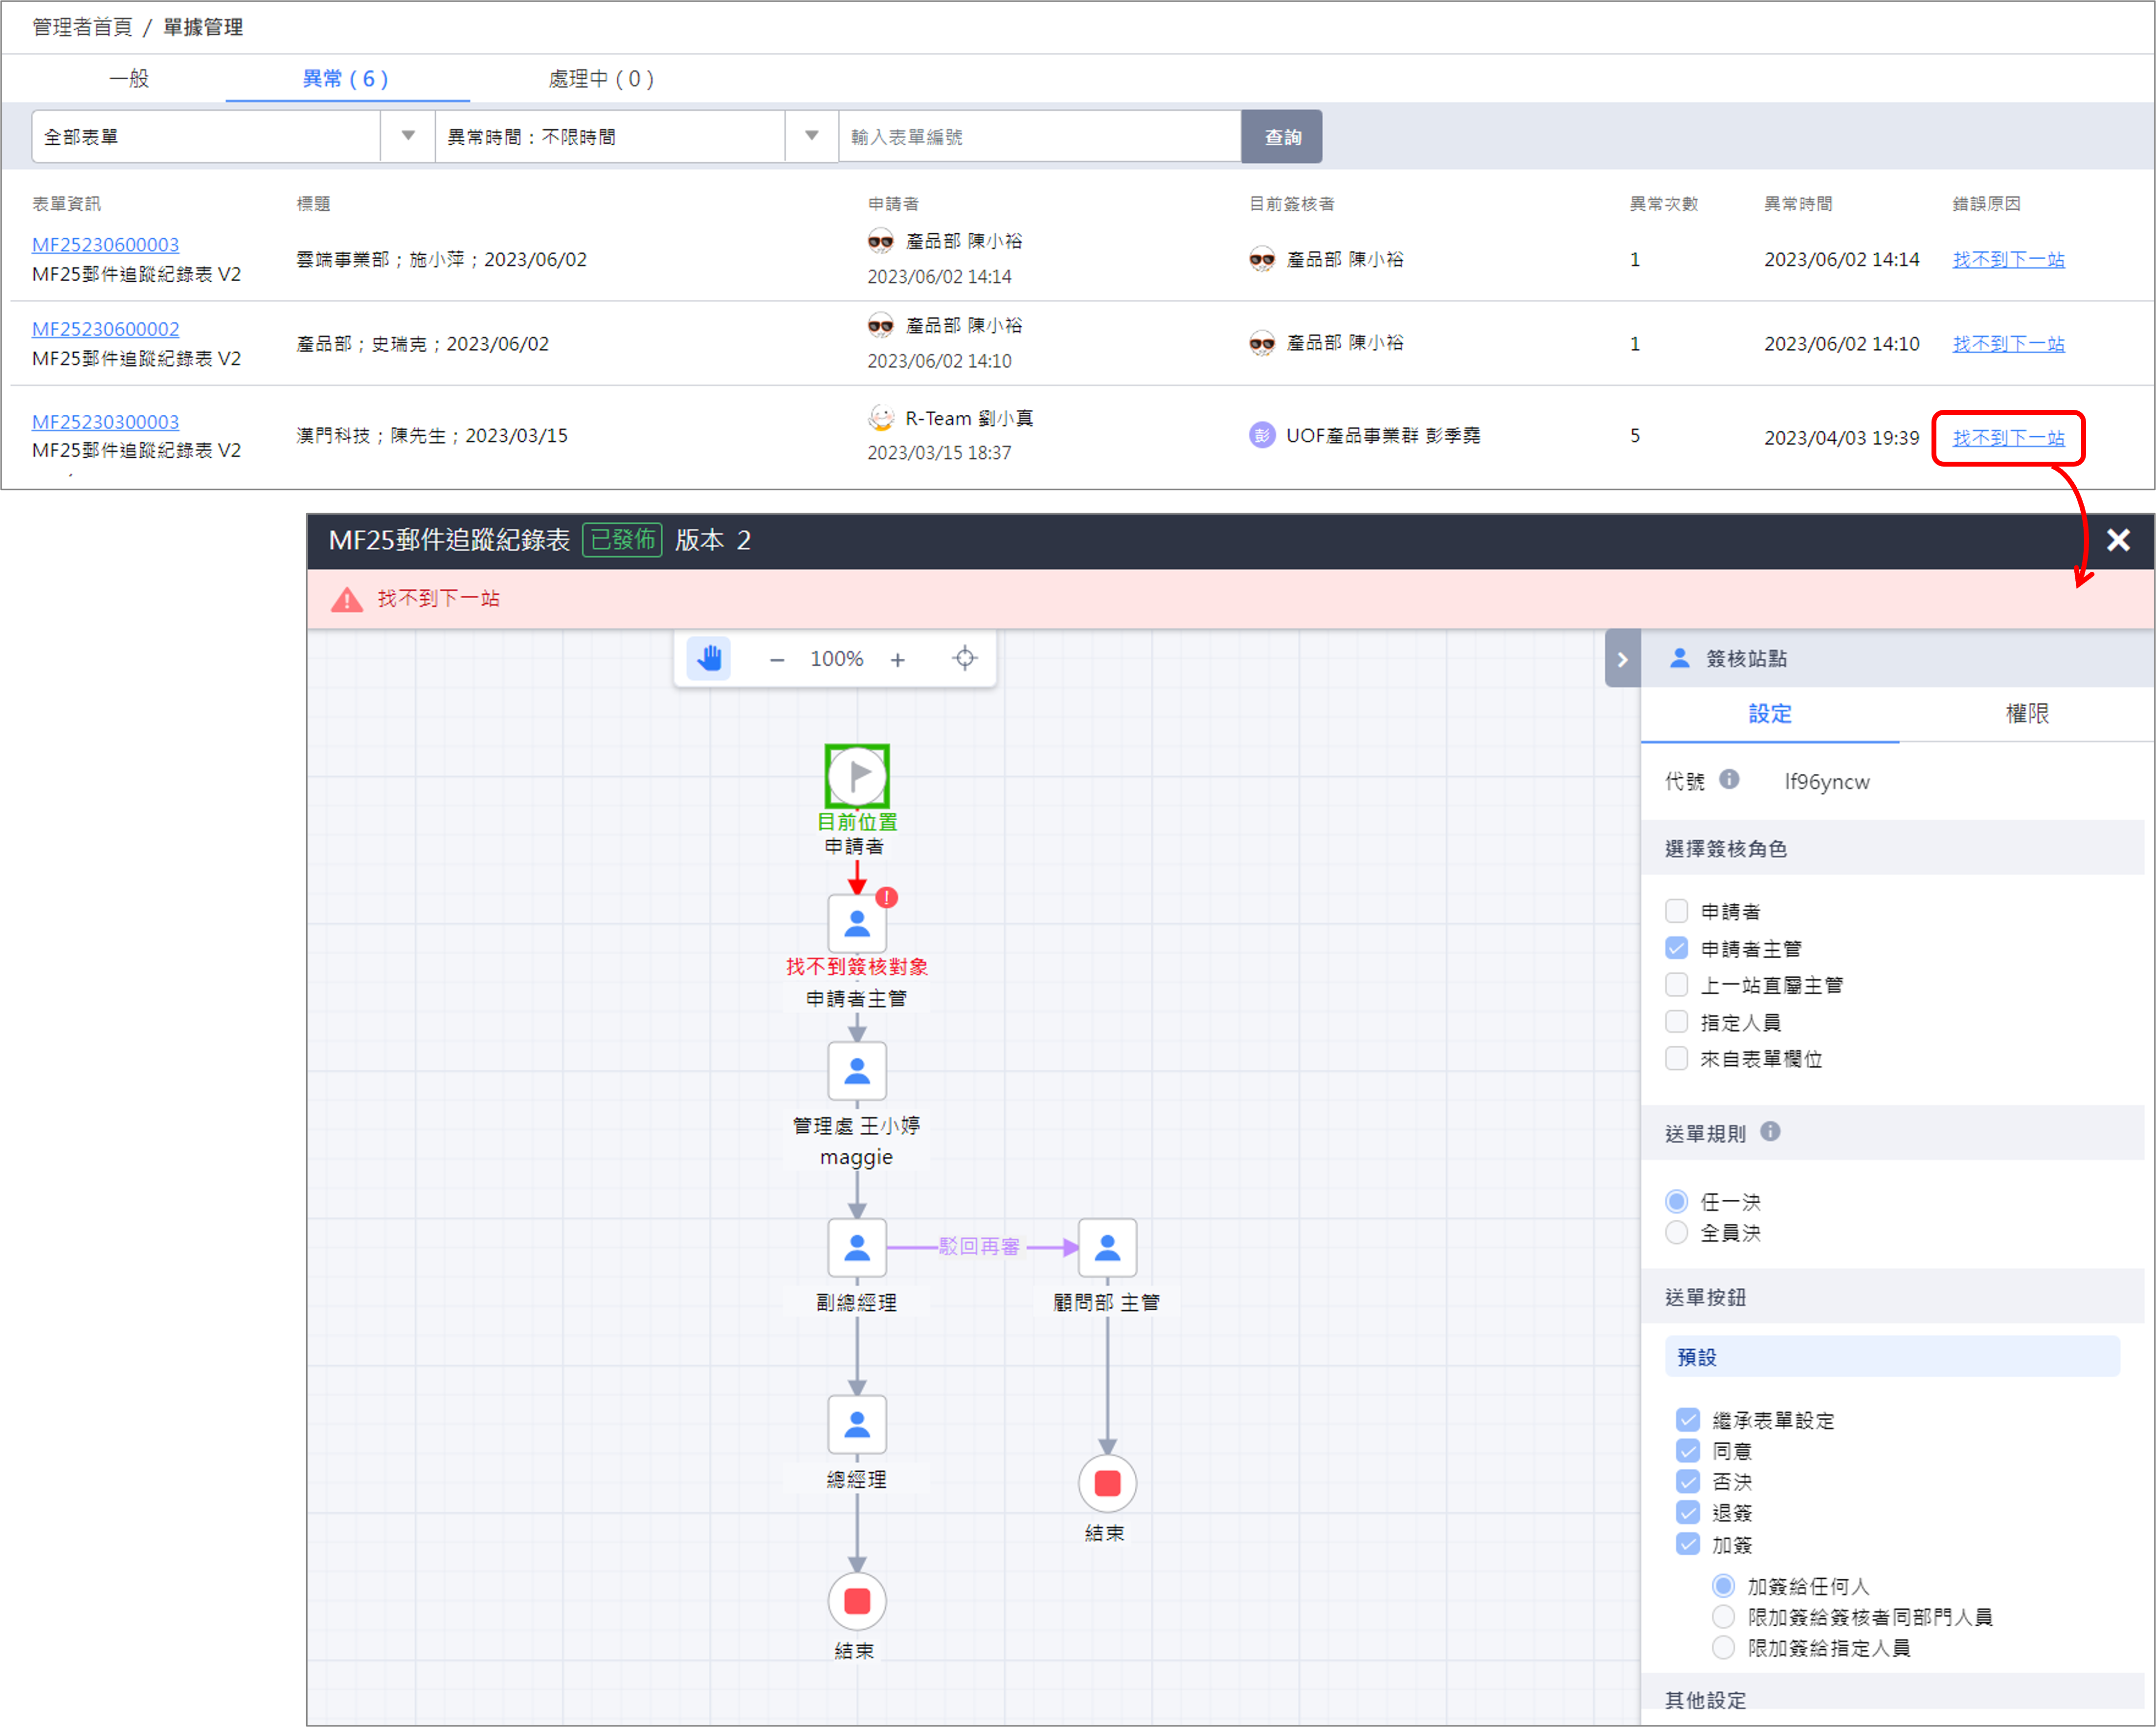 管理者首頁 / 單據管理
一般 異常 ( 6 ) 處理中 ( 0 )
全部表單 異常時間：不限時間 輸入表單編號 查詢
表單資訊 標題 申請者 目前簽核者 異常次數 異常時間 錯誤原因
MF25230600003
MF25郵件追蹤紀錄表 V2
雲端事業部；施小萍；2023/06/02
產品部 陳小裕
2023/06/02 14:14
產品部 陳小裕
1
2023/06/02 14:14
找不到下一站
MF25230600002
MF25郵件追蹤紀錄表 V2
產品部；史瑞克；2023/06/02
產品部 陳小裕
2023/06/02 14:10
產品部 陳小裕
1
2023/06/02 14:10
找不到下一站
MF25230300003
MF25郵件追蹤紀錄表 V2
漢門科技；陳先生；2023/03/15
R-Team 劉小真
2023/03/15 18:37
彭 UOF產品事業群 彭季堯
5
2023/04/03 19:39
找不到下一站
MF25郵件追蹤紀錄表 已發佈 版本 2
找不到下一站
100%
目前位置
申請者
找不到簽核對象
申請者主管
管理處 王小婷
maggie
駁回再審
副總經理
顧問部 主管
總經理
結束
結束
簽核站點
設定 權限
代號 lf96yncw
選擇簽核角色
申請者
申請者主管
上一站直屬主管
指定人員
來自表單欄位
送單規則
任一決
全員決
送單按鈕
預設
繼承表單設定
同意
否決
退簽
加簽
加簽給任何人
限加簽給簽核者同部門人員
限加簽給指定人員
其他設定